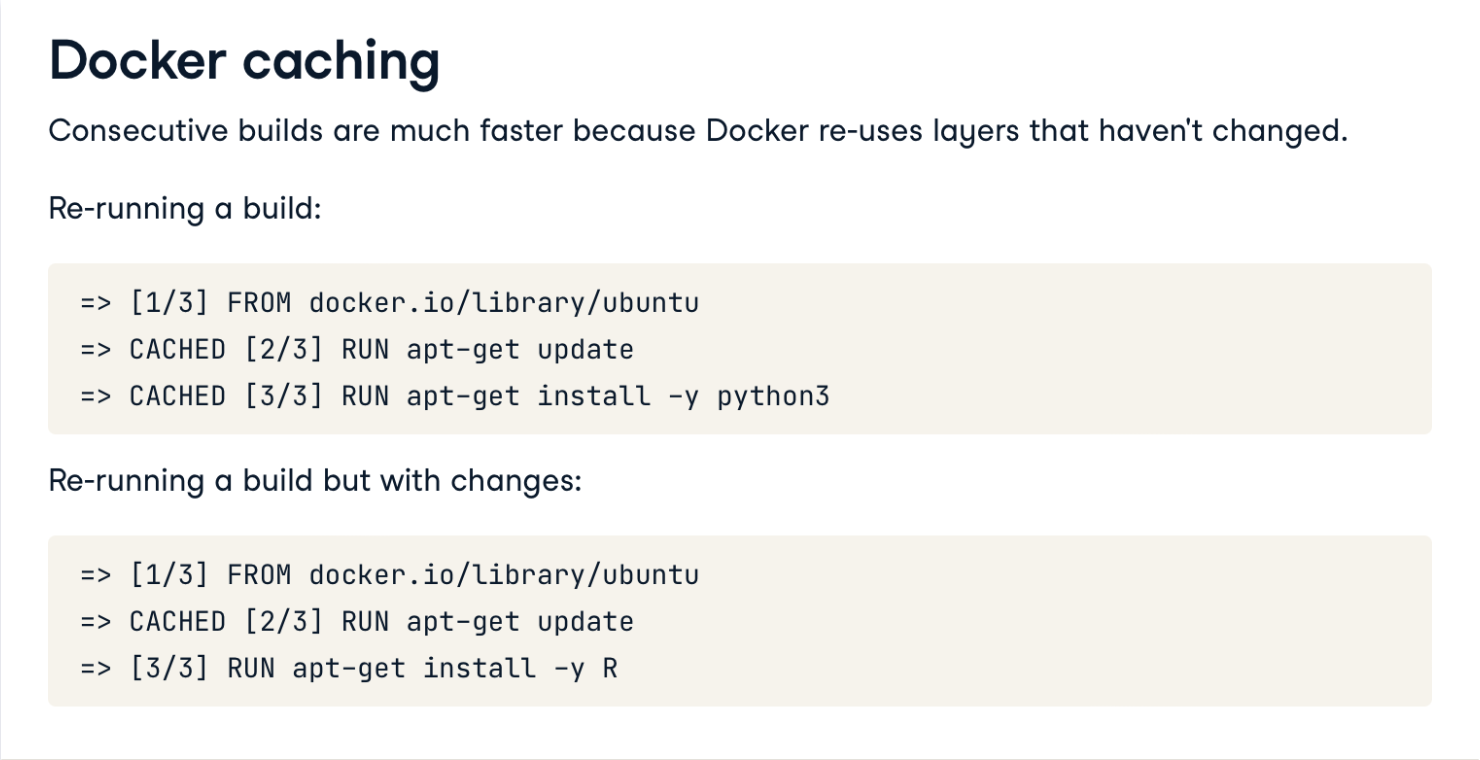 Docker caching
Consecutive builds are much faster because Docker re-uses layers that haven't changed.
Re-running a build:
=> [1/3] FROM docker.io/library/ubuntu
=> CACHED [2/3] RUN apt-get update
=> CACHED [3/3] RUN apt-get install -y python3
Re-running a build but with changes:
=> [1/3] FROM docker.io/library/ubuntu
=> CACHED [2/3] RUN apt-get update
=> [3/3] RUN apt-get install -y R